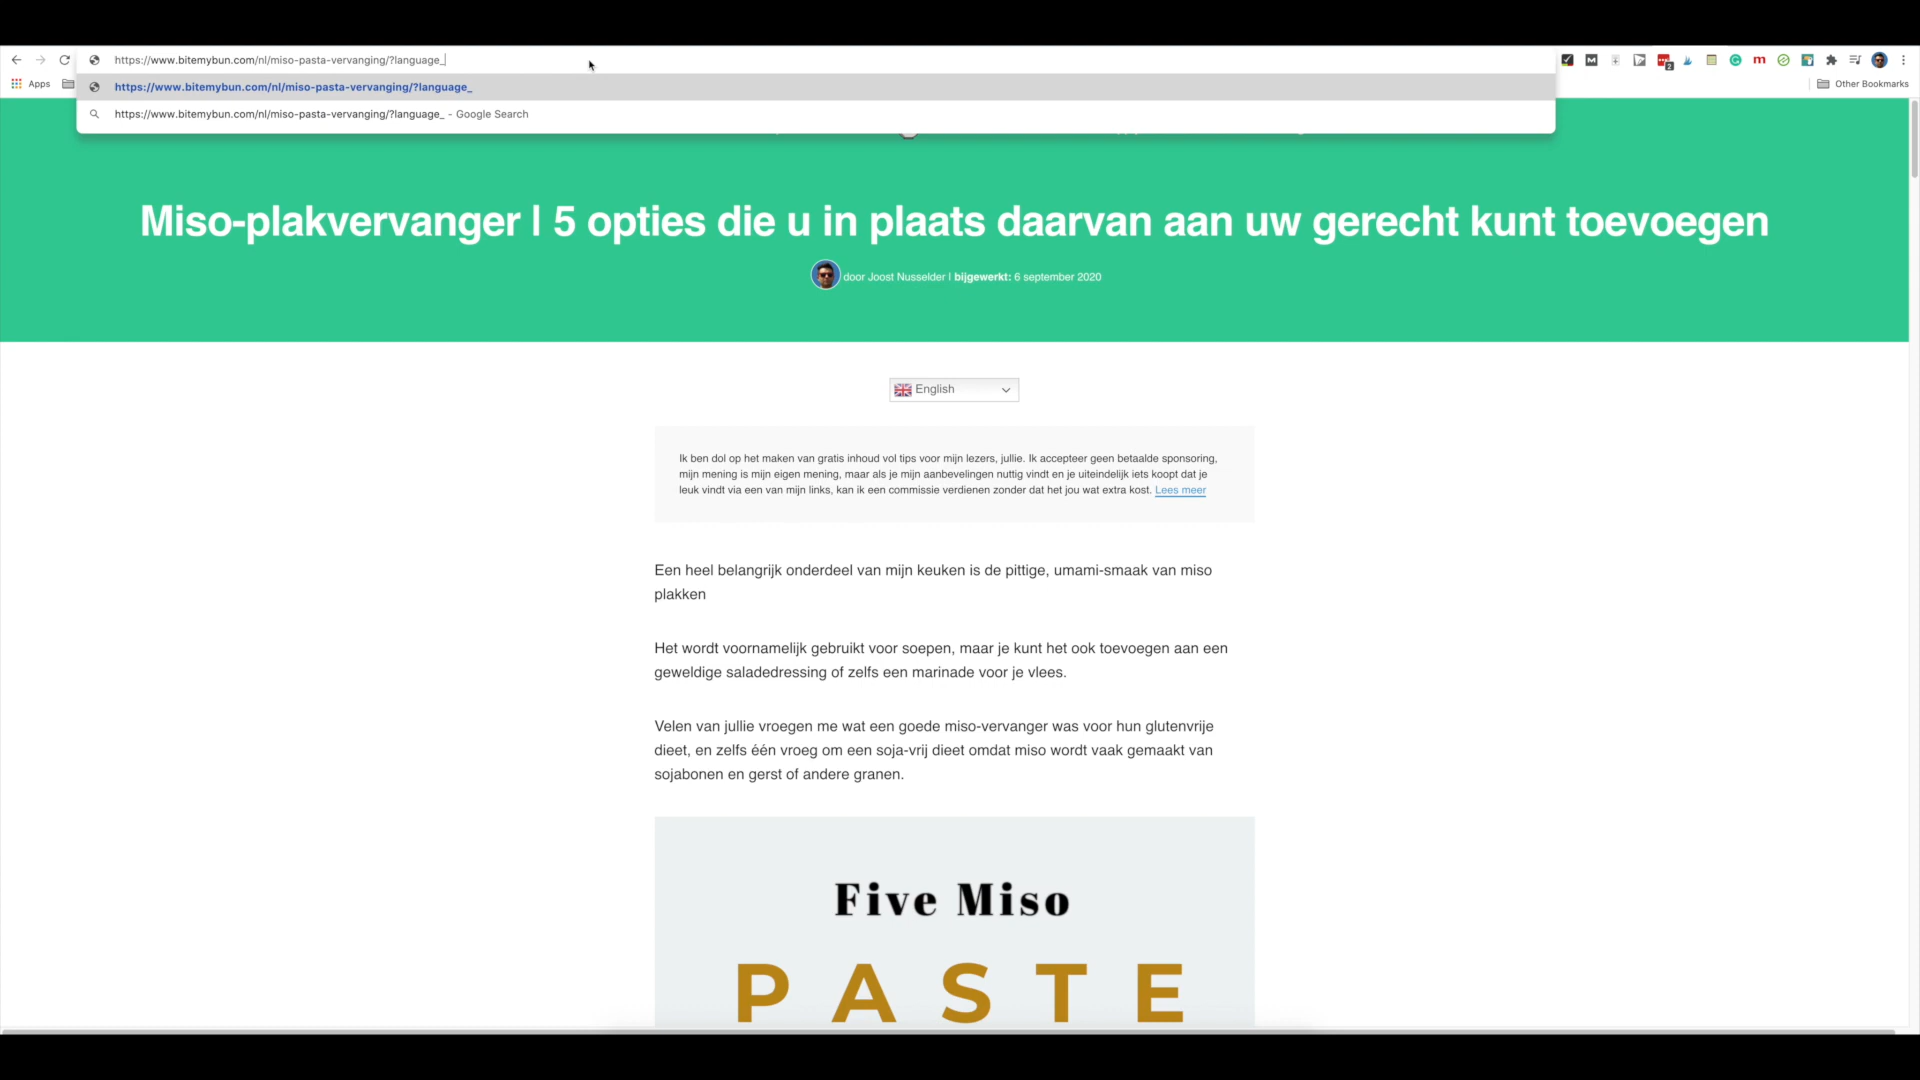 https://www.bitemybun.com/nl/miso-pasta-vervanging/?language_
https://www.bitemybun.com/nl/miso-pasta-vervanging/?language_
https://www.bitemybun.com/nl/miso-pasta-vervanging/?language_ - Google Search
2
Apps
Other Bookmarks
Miso-plakvervanger | 5 opties die u in plaats daarvan aan uw gerecht kunt toevoegen
door Joost Nusselder | bijgewerkt: 6 september 2020
English
Ik ben dol op het maken van gratis inhoud vol tips voor mijn lezers, jullie. Ik accepteer geen betaalde sponsoring,
mijn mening is mijn eigen mening, maar als je mijn aanbevelingen nuttig vindt en je uiteindelijk iets koopt dat je
leuk vindt via een van mijn links, kan ik een commissie verdienen zonder dat het jou wat extra kost. Lees meer
Een heel belangrijk onderdeel van mijn keuken is de pittige, umami-smaak van miso
plakken
Het wordt voornamelijk gebruikt voor soepen, maar je kunt het ook toevoegen aan een
geweldige saladedressing of zelfs een marinade voor je vlees.
Velen van jullie vroegen me wat een goede miso-vervanger was voor hun glutenvrije
dieet, en zelfs één vroeg om een soja-vrij dieet omdat miso wordt vaak gemaakt van
sojabonen en gerst of andere granen.
Five Miso
PASTE